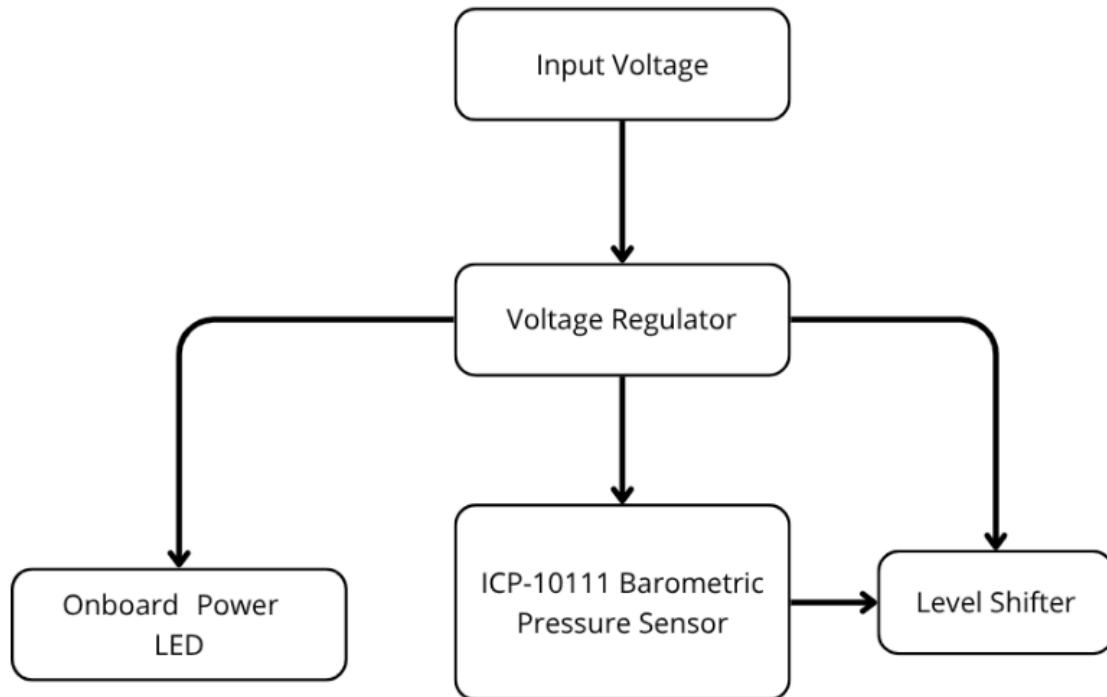 Input Voltage
Voltage Regulator
Onboard Power
LED
ICP-10111 Barometric
Pressure Sensor
Level Shifter